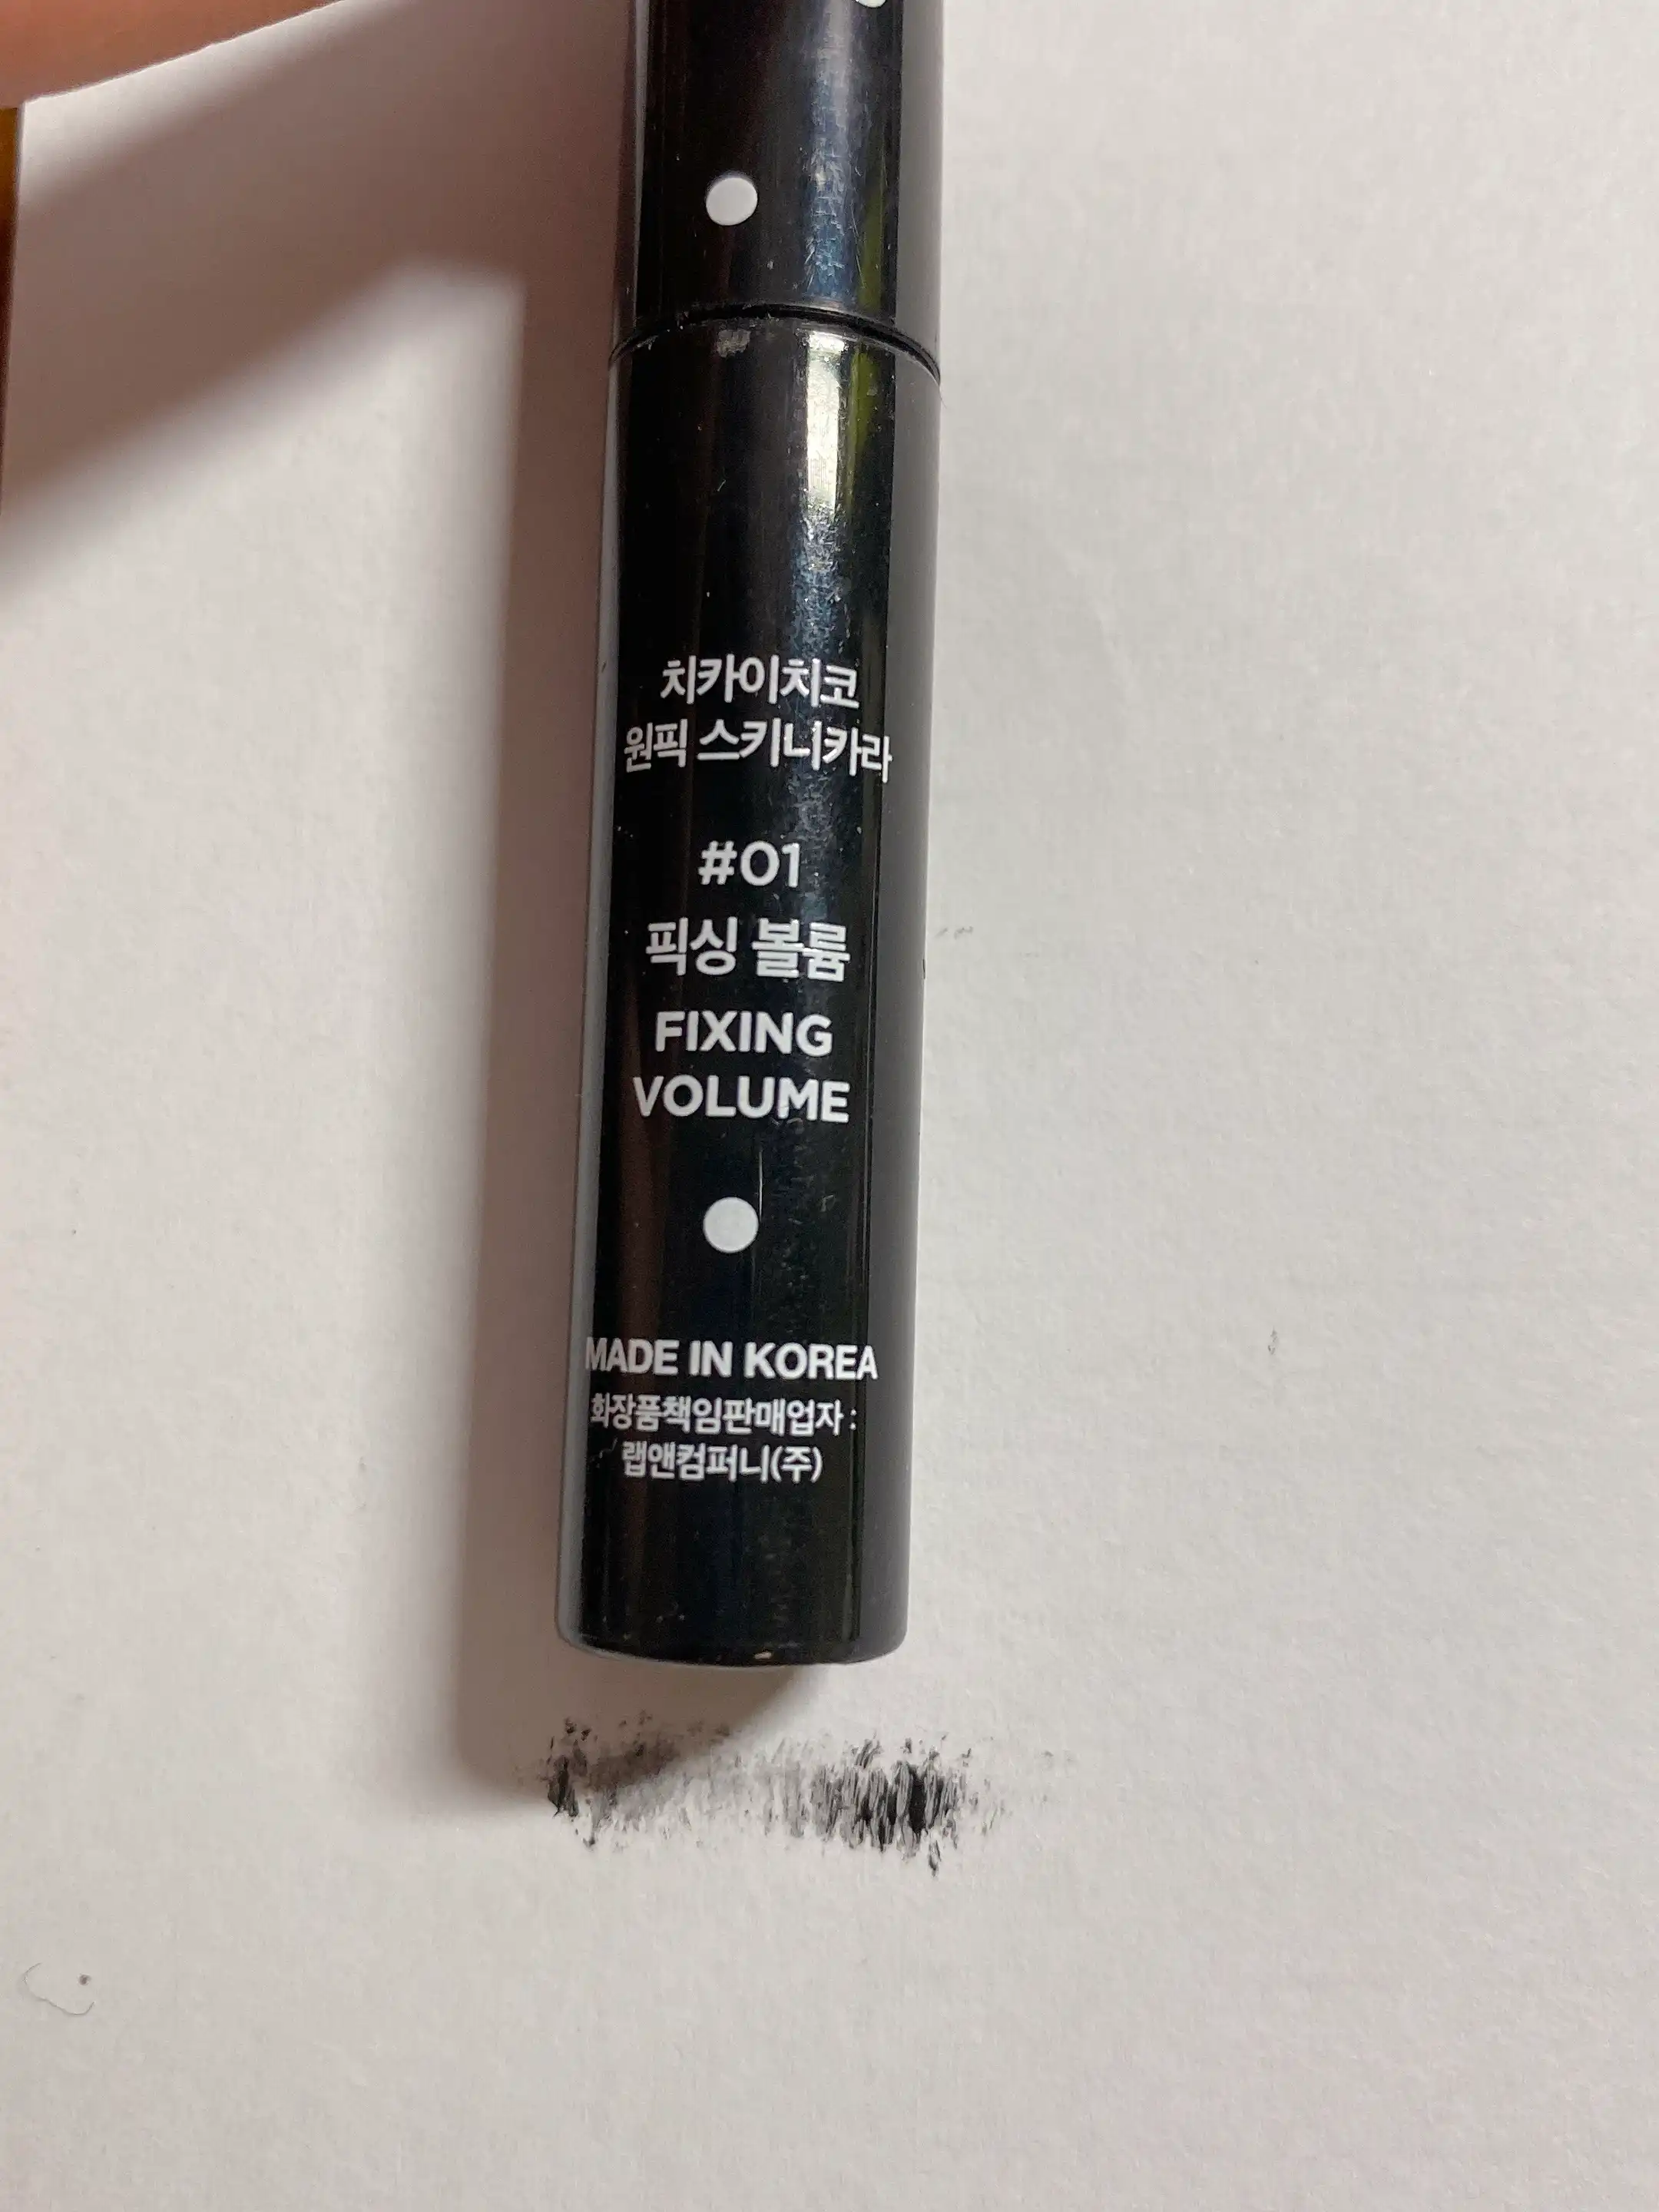 치카이치코
원픽 스키니카라
#01
픽싱 볼륨
FIXING
VOLUME
MADE IN KOREA
화장품책임판매업자 :
랩앤컴퍼니(주)